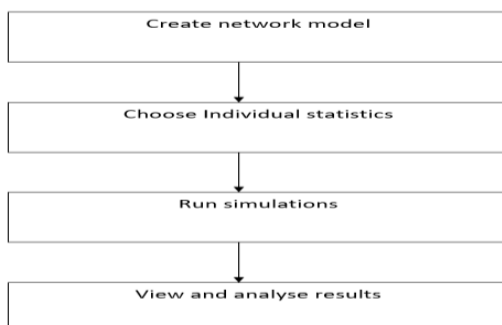 Create network model
Choose Individual statistics
Run simulations
View and analyse results